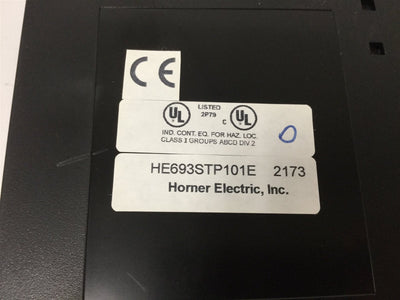 CE
UL LISTED C UL
2P79
IND. CONT. EQ. FOR HAZ. LOC.
CLASS I GROUPS ABCD DIV 2
HE693STP101E 2173
Horner Electric, Inc.